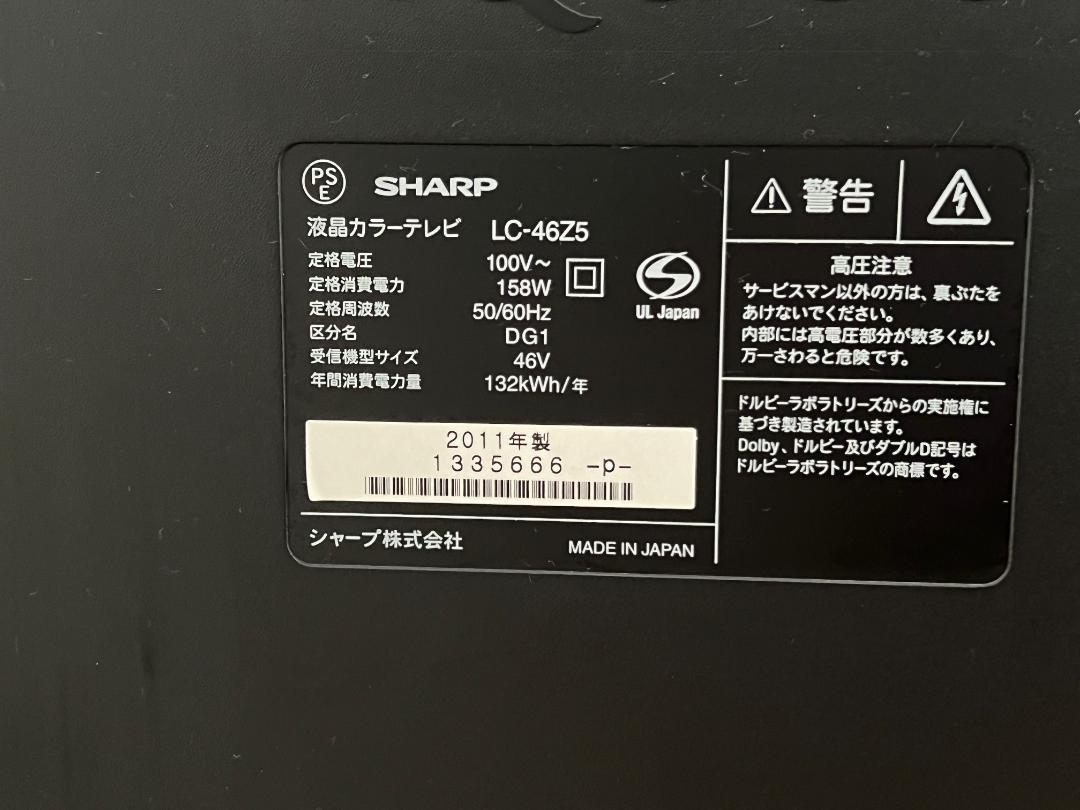 PS
E
SHARP
液晶カラーテレビ LC-46Z5
定格電圧 100V～
定格消費電力 158W
定格周波数 50/60Hz
区分名 DG1
受信機型サイズ 46V
年間消費電力量 132kWh/年
UL Japan
2011年製
1335666 -p-
シャープ株式会社
MADE IN JAPAN
警告
高圧注意
サービスマン以外の方は、裏ぶたを
あけないでください。
内部には高電圧部分が数多くあり、
万一さわると危険です。
ドルビーラボラトリーズからの実施権に
基づき製造されています。
Dolby、ドルビー及びダブルD記号は
ドルビーラボラトリーズの商標です。